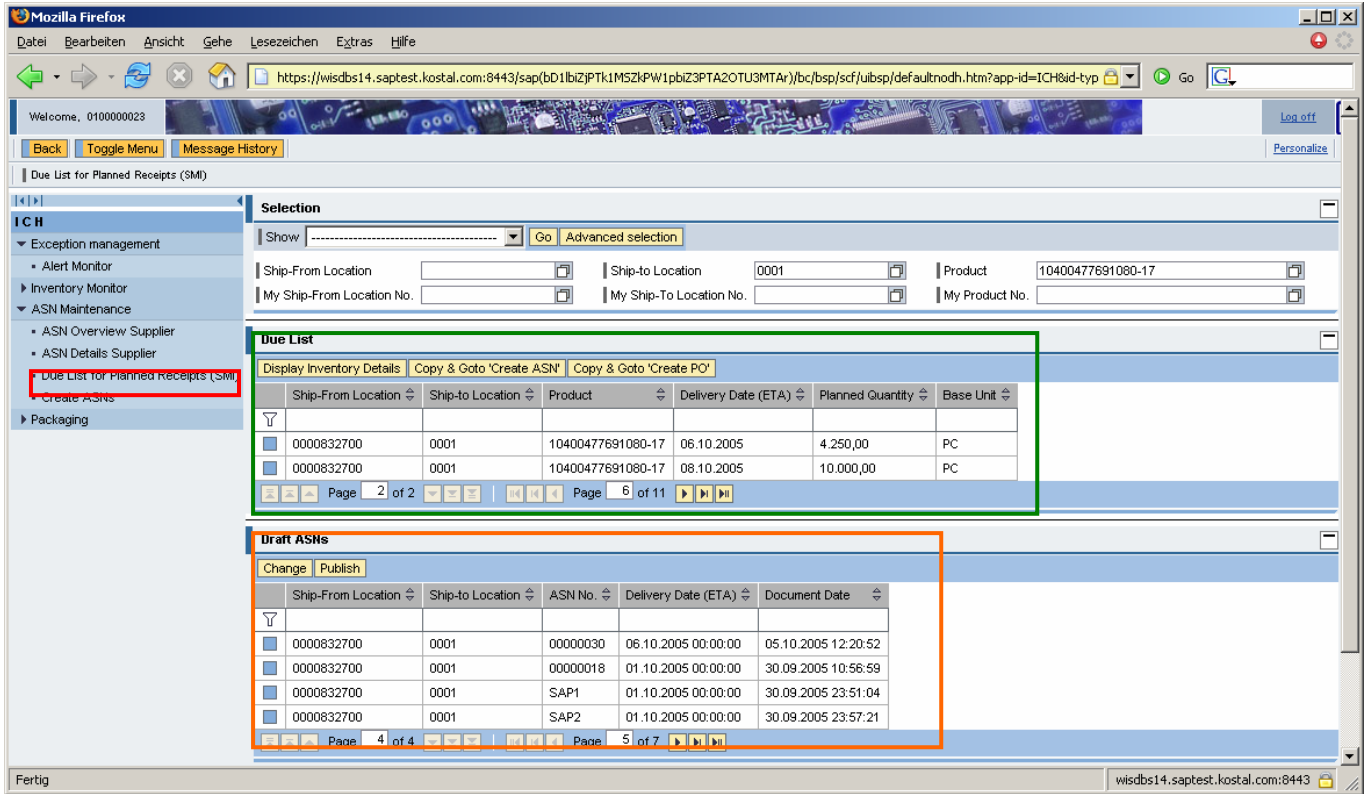 Mozilla Firefox
Datei Bearbeiten Ansicht Gehe Lesezeichen Extras Hilfe
https://wisdbs14.saptest.kostal.com:8443/sap(bD1lbiZjPTk1MSZkPW1pbiZ3PTA2OTU3MTAr)/bc/bsp/scf/uibsp/defaultnodh.htm?app-id=ICH&id-typ Go G
Welcome, 0100000023 Log off
Back Toggle Menu Message History Personalize
Due List for Planned Receipts (SMI)
ICH
Exception management
Alert Monitor
Inventory Monitor
ASN Maintenance
ASN Overview Supplier
ASN Details Supplier
Due List for Planned Receipts (SMI)
Create ASNs
Packaging
Selection
Show ---------------------------------------- Go Advanced selection
Ship-From Location Ship-to Location 0001 Product 10400477691080-17
My Ship-From Location No. My Ship-To Location No. My Product No.
Due List
Display Inventory Details Copy & Goto 'Create ASN' Copy & Goto 'Create PO'
Ship-From Location Ship-to Location Product Delivery Date (ETA) Planned Quantity Base Unit
0000832700 0001 10400477691080-17 06.10.2005 4.250,00 PC
0000832700 0001 10400477691080-17 08.10.2005 10.000,00 PC
Page 2 of 2 Page 6 of 11
Draft ASNs
Change Publish
Ship-From Location Ship-to Location ASN No. Delivery Date (ETA) Document Date
0000832700 0001 00000030 06.10.2005 00:00:00 05.10.2005 12:20:52
0000832700 0001 00000018 01.10.2005 00:00:00 30.09.2005 10:56:59
0000832700 0001 SAP1 01.10.2005 00:00:00 30.09.2005 23:51:04
0000832700 0001 SAP2 01.10.2005 00:00:00 30.09.2005 23:57:21
Page 4 of 4 Page 5 of 7
Fertig wisdbs14.saptest.kostal.com:8443